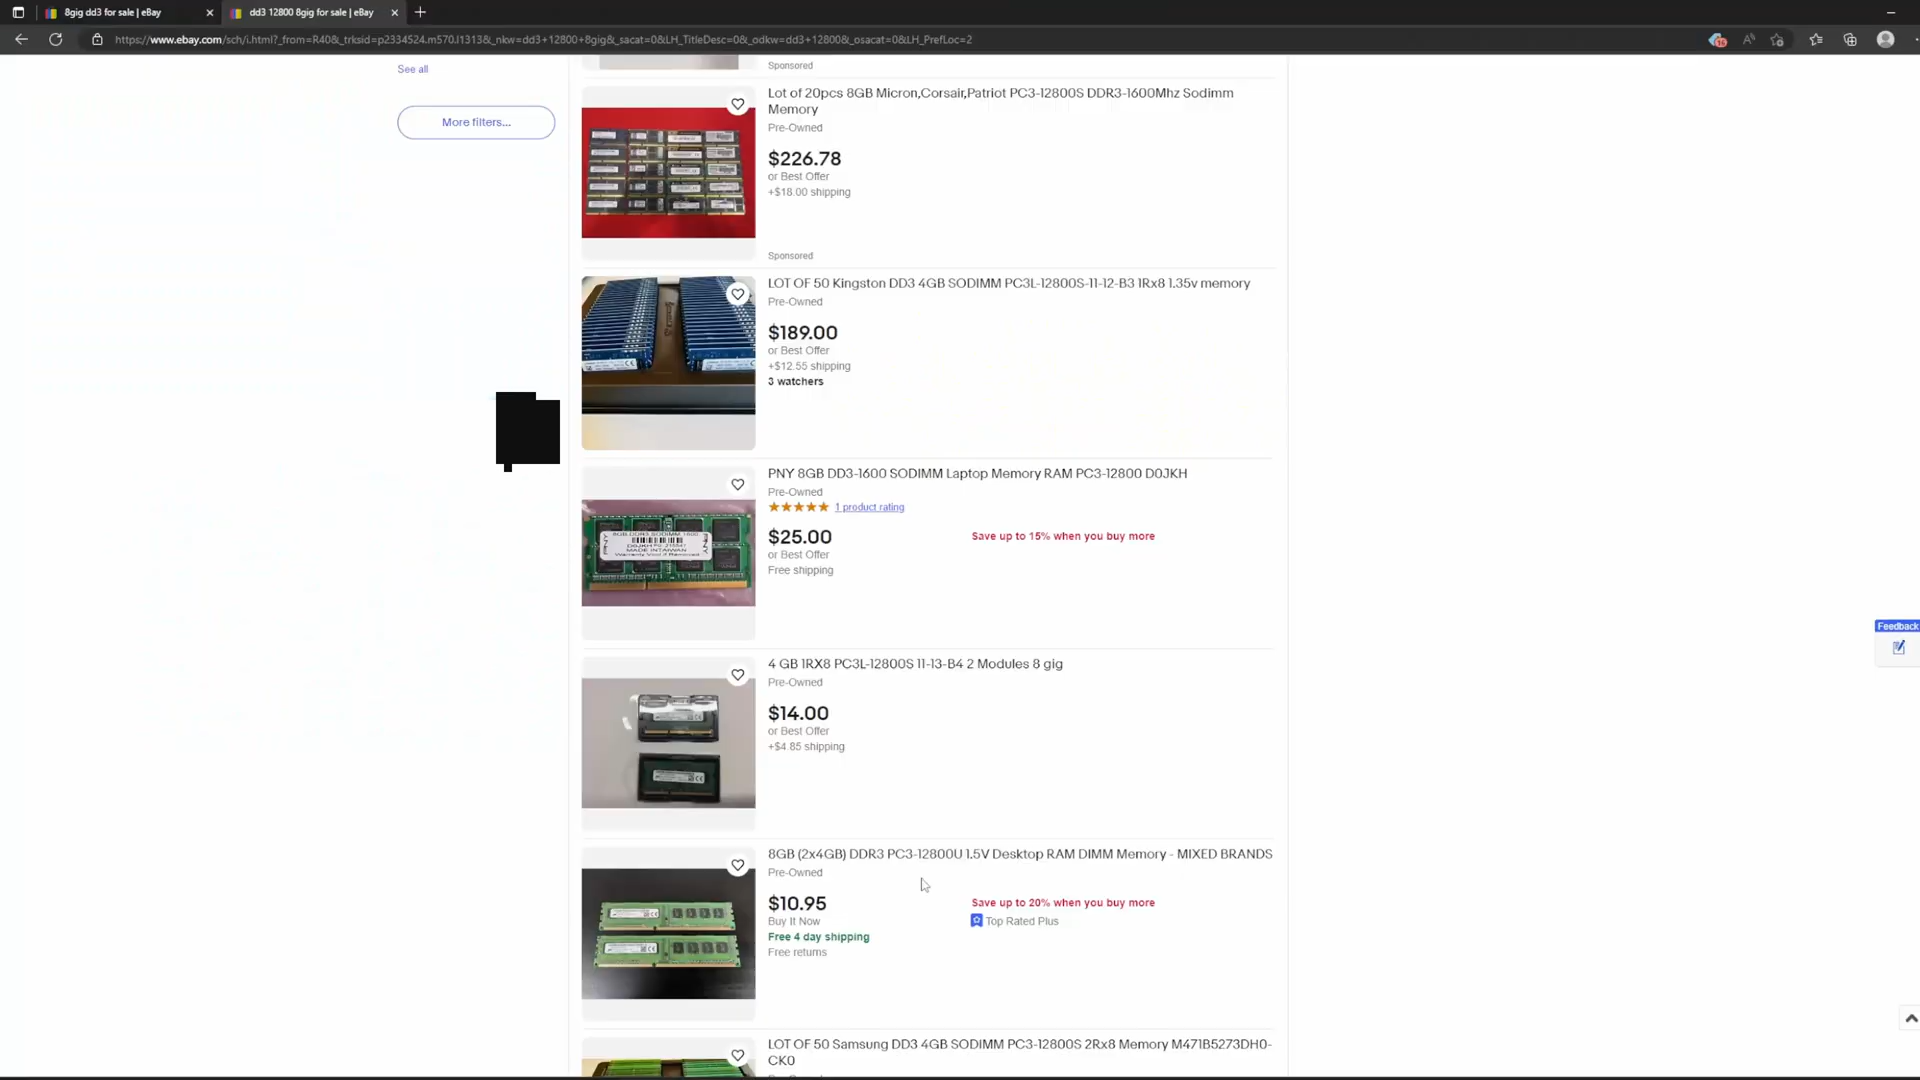 8gig dd3 for sale | eBay
dd3 12800 8gig for sale | eBay
https://www.ebay.com/sch/i.html?_from=R40&_trksid=p2334524.m570.l1313&_nkw=dd3+12800+8gig&_sacat=0&LH_TitleDesc=0&_odkw=dd3+12800&_osacat=0&LH_PrefLoc=2
See all
More filters...
Sponsored
Lot of 20pcs 8GB Micron,Corsair,Patriot PC3-12800S DDR3-1600Mhz Sodimm
Memory
Pre-Owned
$226.78
or Best Offer
+$18.00 shipping
Sponsored
LOT OF 50 Kingston DD3 4GB SODIMM PC3L-12800S-11-12-B3 1Rx8 1.35v memory
Pre-Owned
$189.00
or Best Offer
+$12.55 shipping
3 watchers
PNY 8GB DD3-1600 SODIMM Laptop Memory RAM PC3-12800 D0JKH
Pre-Owned
1 product rating
$25.00
Save up to 15% when you buy more
or Best Offer
Free shipping
4 GB 1RX8 PC3L-12800S 11-13-B4 2 Modules 8 gig
Pre-Owned
$14.00
or Best Offer
+$4.85 shipping
8GB (2x4GB) DDR3 PC3-12800U 1.5V Desktop RAM DIMM Memory - MIXED BRANDS
Pre-Owned
$10.95
Save up to 20% when you buy more
Buy It Now
Top Rated Plus
Free 4 day shipping
Free returns
LOT OF 50 Samsung DD3 4GB SODIMM PC3-12800S 2Rx8 Memory M471B5273DH0-
CK0
Feedback